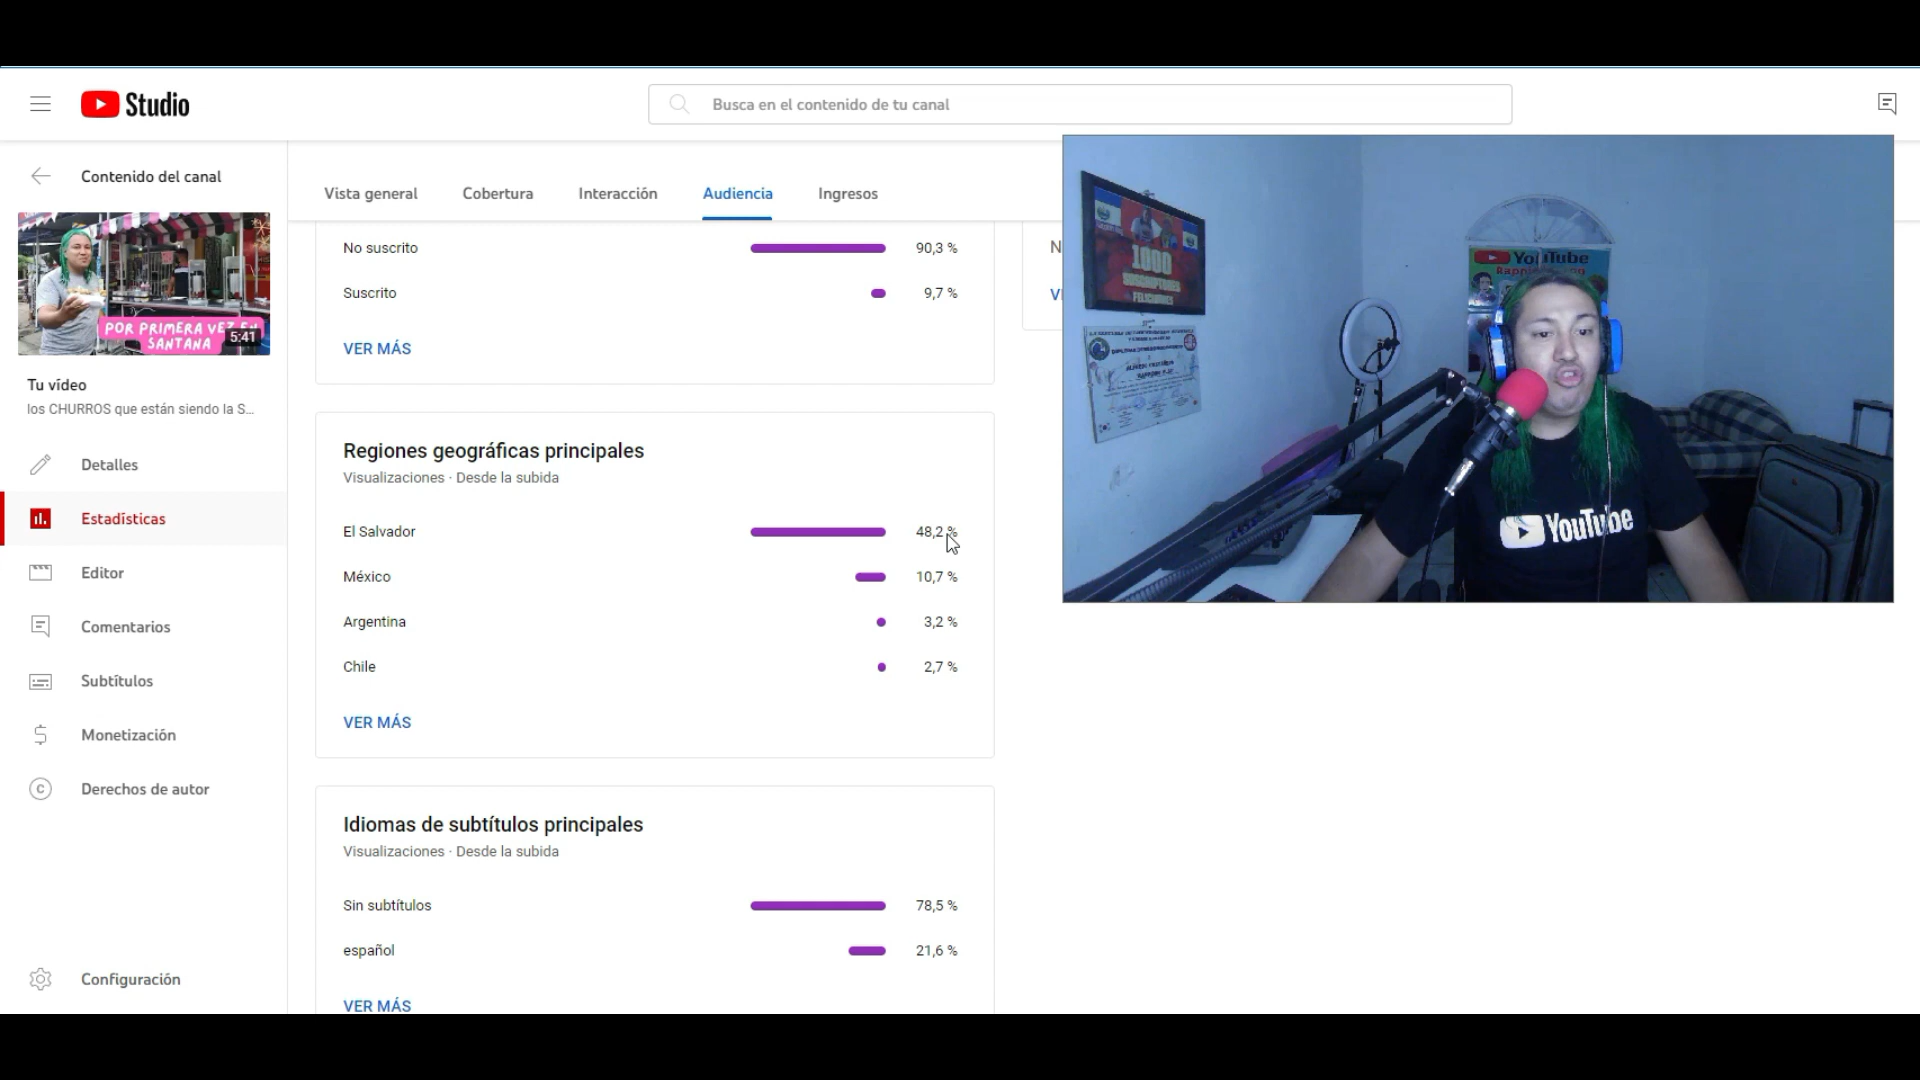 Studio
Busca en el contenido de tu canal
Contenido del canal
POR PRIMERA VEZ EN
SANTANA
5:41
Tu vídeo
los CHURROS que están siendo la S...
Detalles
Estadísticas
Editor
Comentarios
Subtítulos
Monetización
Derechos de autor
Configuración
Vista general
Cobertura
Interacción
Audiencia
Ingresos
No suscrito
90,3 %
Suscrito
9,7 %
VER MÁS
Regiones geográficas principales
Visualizaciones · Desde la subida
El Salvador
48,2 %
México
10,7 %
Argentina
3,2 %
Chile
2,7 %
VER MÁS
Idiomas de subtítulos principales
Visualizaciones · Desde la subida
Sin subtítulos
78,5 %
español
21,6 %
VER MÁS
1000
SUSCRIPTORES
FELICIDADES
YouTube
YouTube